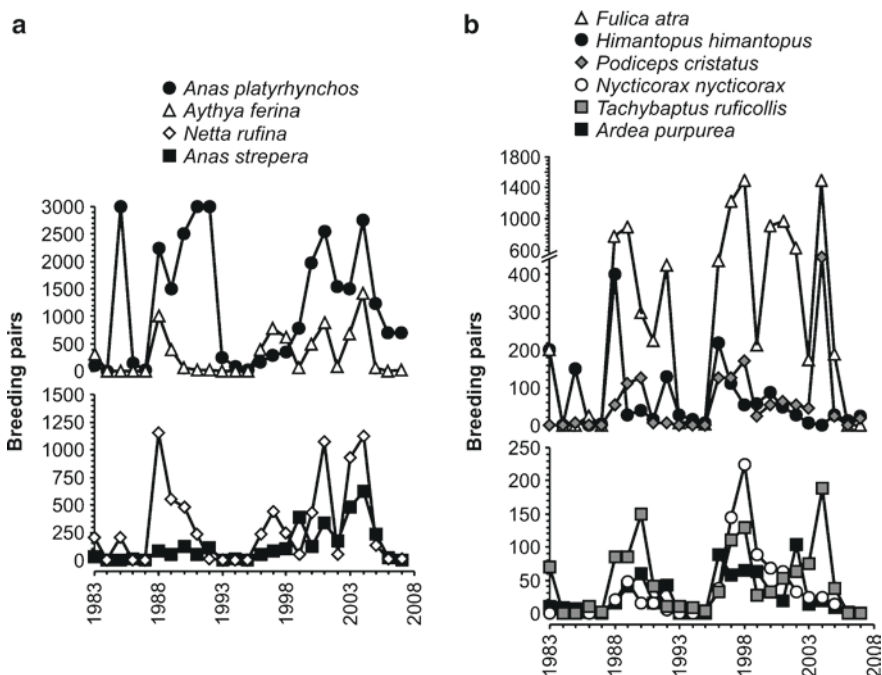 a
Anas platyrhynchos
Aythya ferina
Netta rufina
Anas strepera
Breeding pairs
3000
2500
2000
1500
1000
500
0
Breeding pairs
1500
1250
1000
750
500
250
0
1983
1988
1993
1998
2003
2008
b
Fulica atra
Himantopus himantopus
Podiceps cristatus
Nycticorax nycticorax
Tachybaptus ruficollis
Ardea purpurea
Breeding pairs
1800
1400
1000
600
400
300
200
100
0
250
200
150
100
50
0
1983
1988
1993
1998
2003
2008